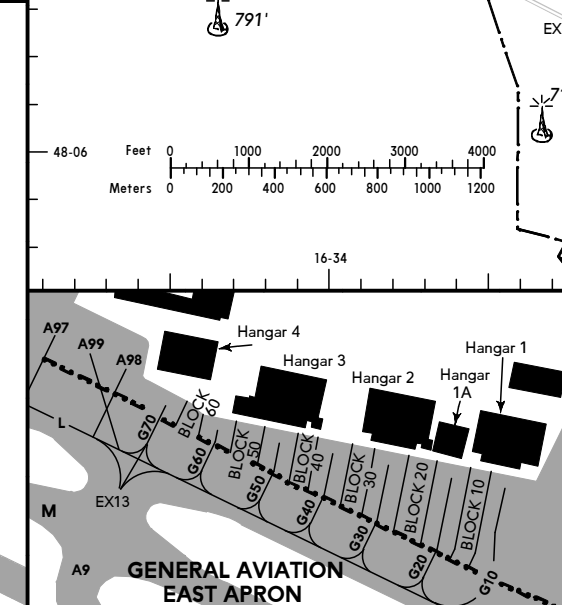 791'
EX
48-06
Feet 0 1000 2000 3000 4000
Meters 0 200 400 600 800 1000 1200
16-34
A97
A99
A98
Hangar 4
Hangar 3
Hangar 2
Hangar 1A
Hangar 1
L
G70
BLOCK 60
G60
BLOCK 50
G50
BLOCK 40
G40
BLOCK 30
G30
BLOCK 20
G20
BLOCK 10
G10
EX13
M
A9
GENERAL AVIATION
EAST APRON